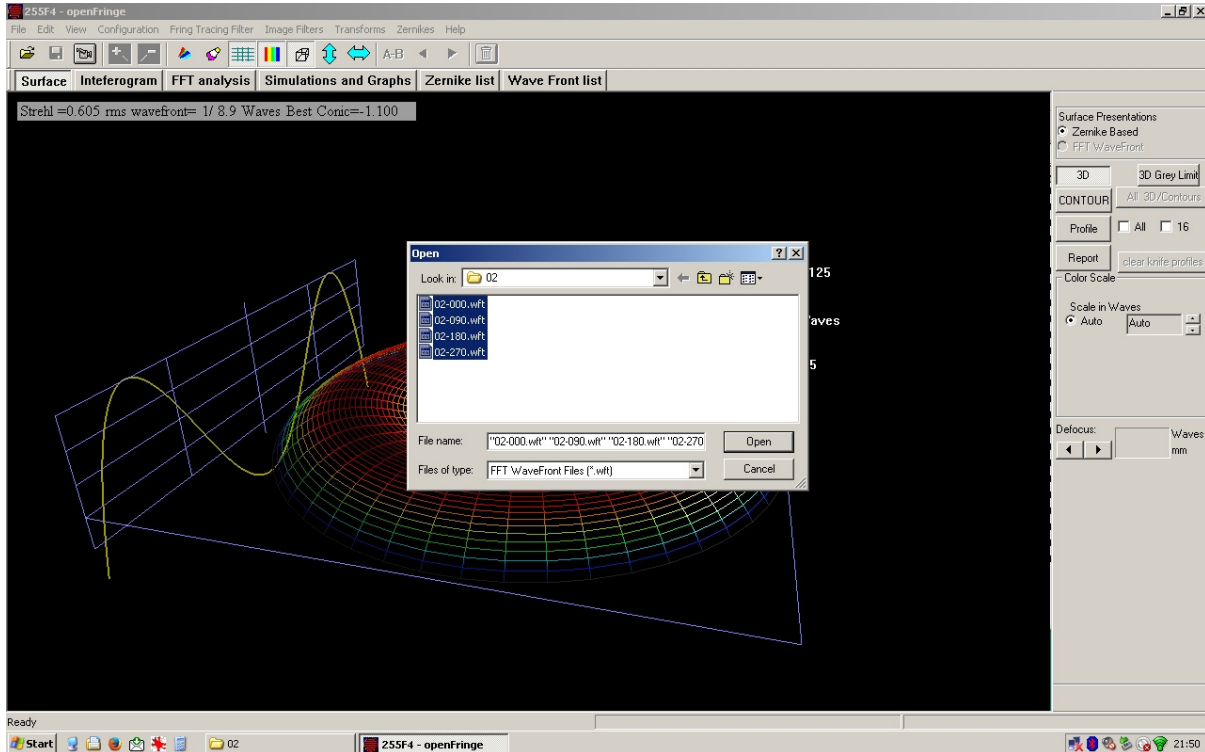 255F4 - openFringe
File Edit View Configuration Fring Tracing Filter Image Filters Transforms Zernikes Help
A-B
Surface Inteferogram FFT analysis Simulations and Graphs Zernike list Wave Front list
Strehl =0.605 rms wavefront= 1/ 8.9 Waves Best Conic=-1.100
Surface Presentations
Zernike Based
FFT WaveFront
3D 3D Grey Limit
CONTOUR All 3D/Contours
Profile All 16
Report clear knife profiles
Color Scale
Scale in Waves
Auto Auto
Defocus:
Waves
mm
Open
Look in: 02
02-000.wft
02-090.wft
02-180.wft
02-270.wft
File name: "02-000.wft" "02-090.wft" "02-180.wft" "02-270 Open
Files of type: FFT WaveFront Files (*.wft) Cancel
125
5
Ready
Start 02 255F4 - openFringe 21:50